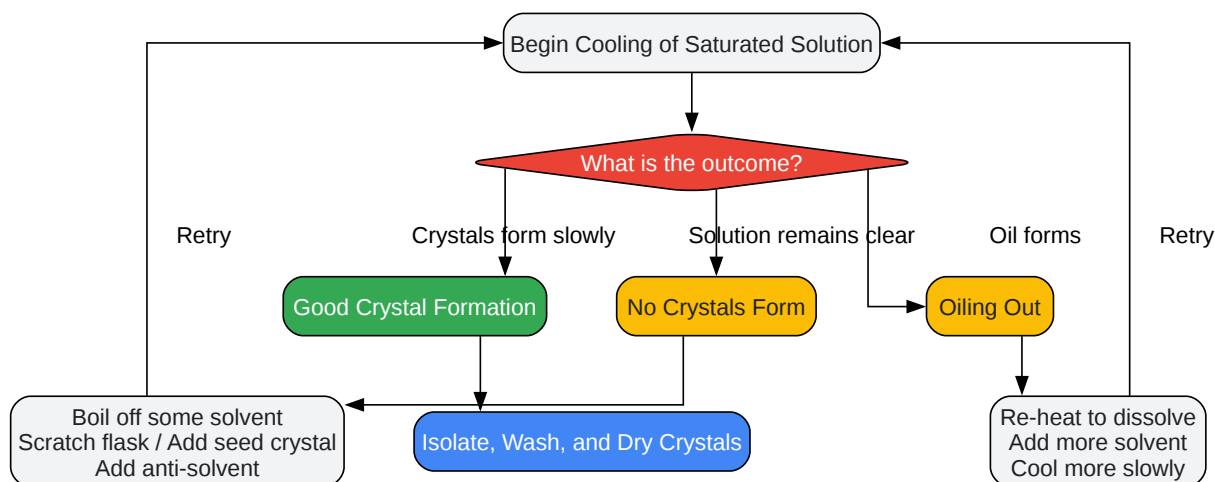 Begin Cooling of Saturated Solution
What is the outcome?
Retry
Crystals form slowly
Solution remains clear
Oil forms
Retry
Good Crystal Formation
No Crystals Form
Oiling Out
Boil off some solvent
Scratch flask / Add seed crystal
Add anti-solvent
Isolate, Wash, and Dry Crystals
Re-heat to dissolve
Add more solvent
Cool more slowly